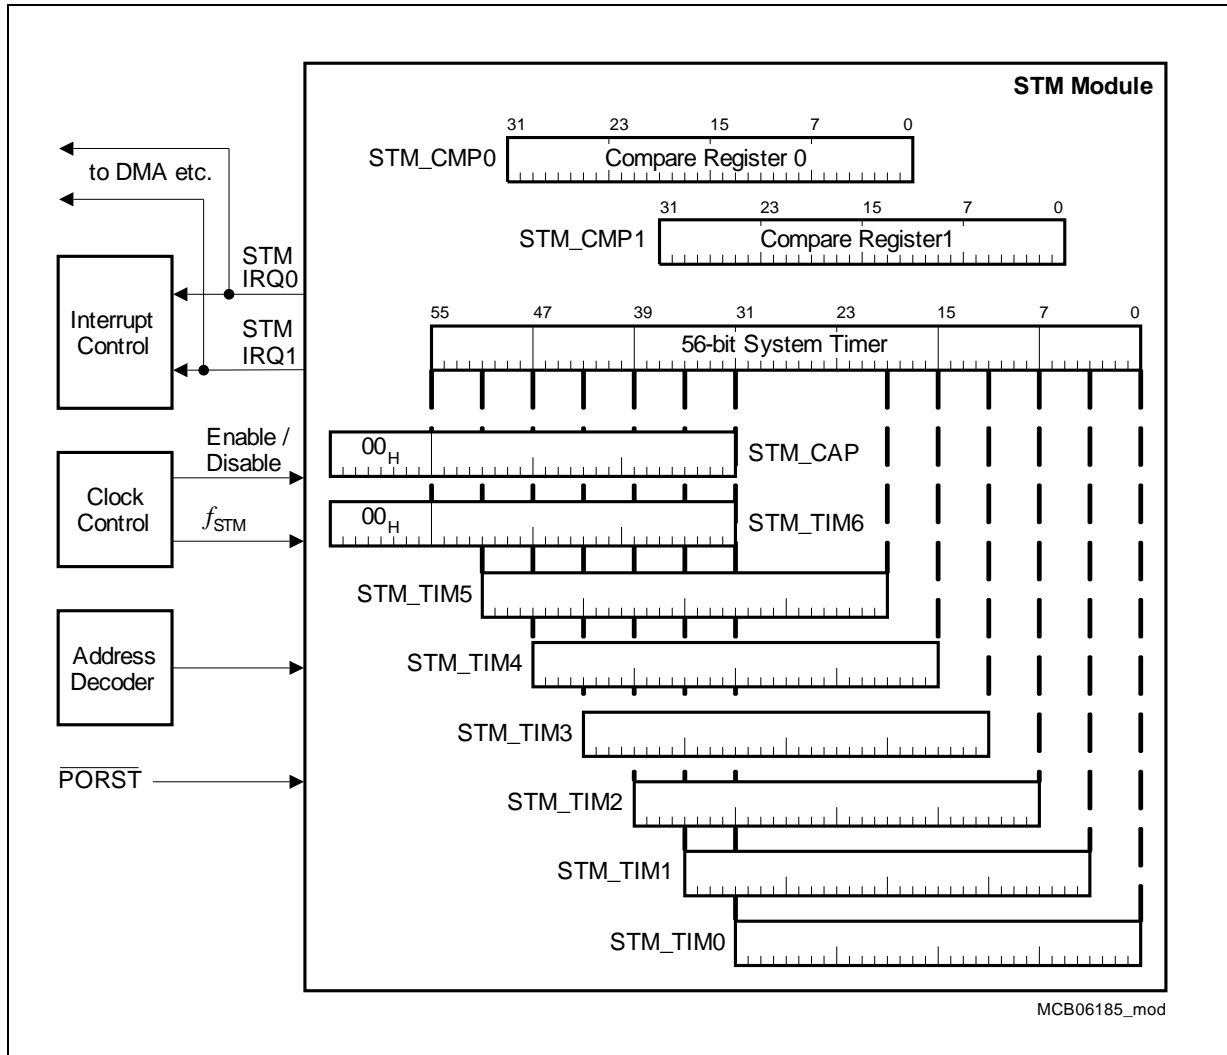 STM Module
31 23 15 7 0
STM_CMP0 Compare Register 0
to DMA etc.
31 23 15 7 0
STM_CMP1 Compare Register1
STM
IRQ0
Interrupt
Control
STM
IRQ1
55 47 39 31 23 15 7 0
56-bit System Timer
Enable /
Disable
00H STM_CAP
Clock
Control
fSTM
00H STM_TIM6
STM_TIM5
Address
Decoder
STM_TIM4
STM_TIM3
PORST
STM_TIM2
STM_TIM1
STM_TIM0
MCB06185_mod